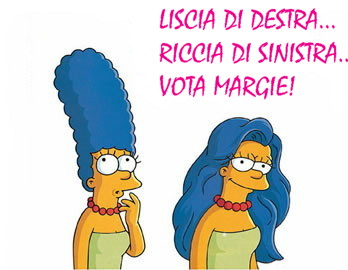 LISCIA DI DESTRA...
RICCIA DI SINISTRA..
VOTA MARGIE!